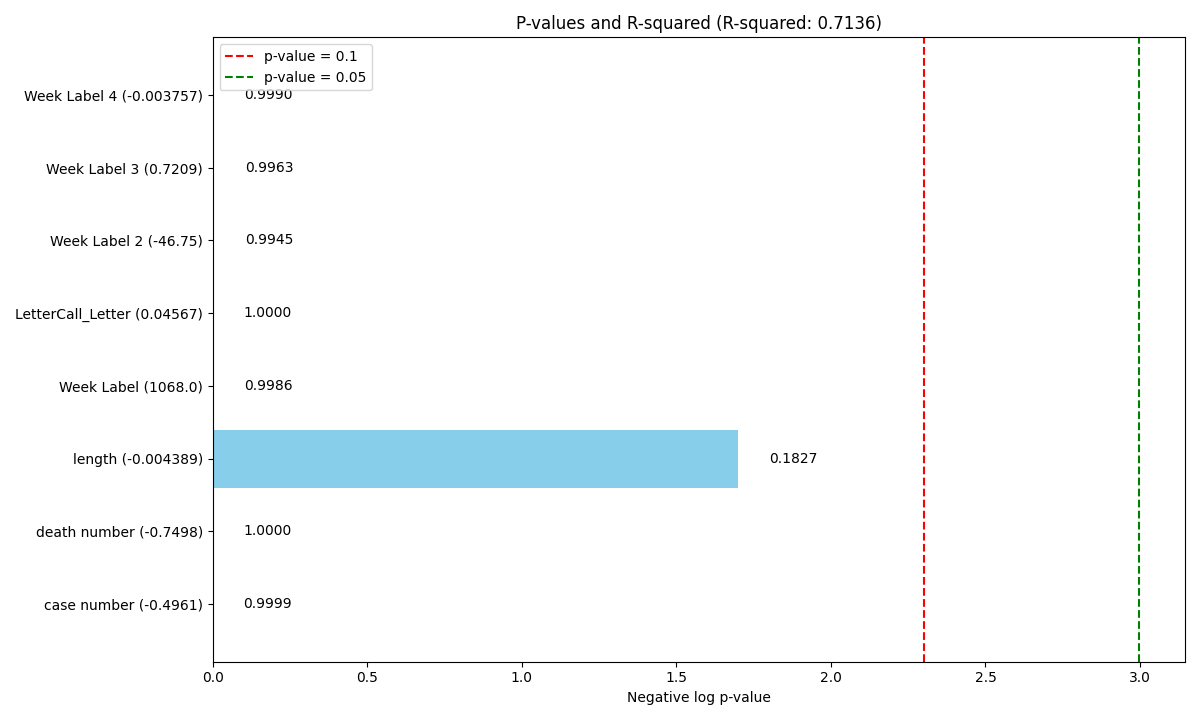 P-values and R-squared (R-squared: 0.7136)
p-value = 0.1
p-value = 0.05
Week Label 4 (-0.003757) 0.9990
Week Label 3 (0.7209) 0.9963
Week Label 2 (-46.75) 0.9945
LetterCall_Letter (0.04567) 1.0000
Week Label (1068.0) 0.9986
length (-0.004389) 0.1827
death number (-0.7498) 1.0000
case number (-0.4961) 0.9999
0.0 0.5 1.0 1.5 2.0 2.5 3.0
Negative log p-value